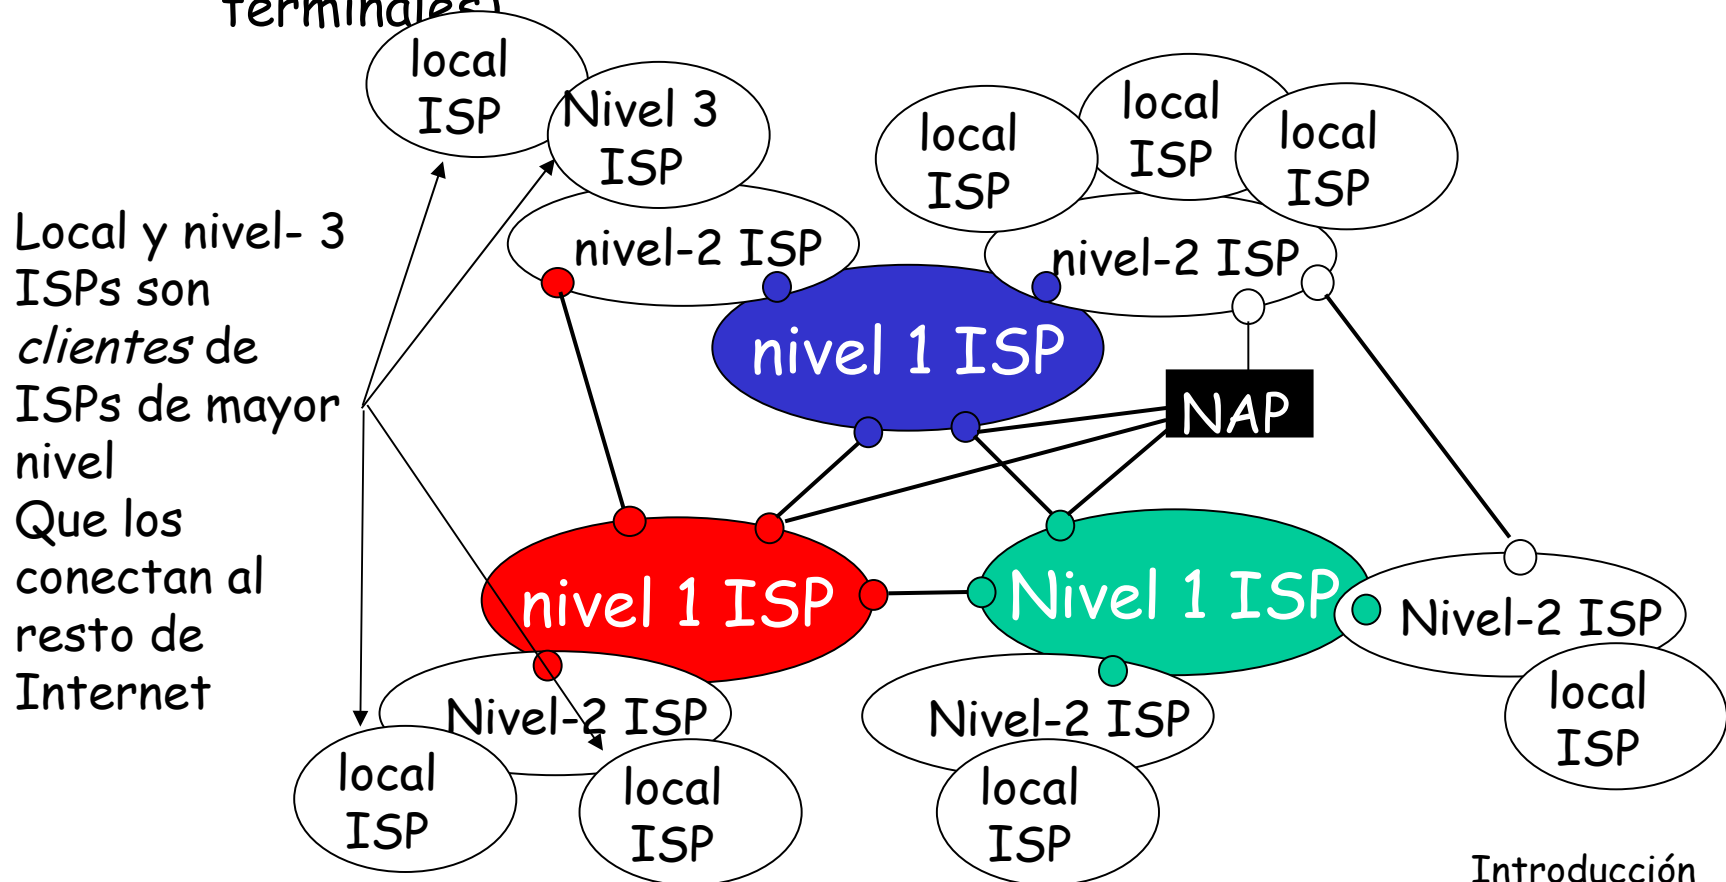 terminales)
local
ISP
Nivel 3
ISP
local
ISP
local
ISP
local
ISP
Local y nivel- 3
ISPs son
clientes de
ISPs de mayor
nivel
Que los
conectan al
resto de
Internet
nivel-2 ISP
nivel-2 ISP
nivel 1 ISP
NAP
nivel 1 ISP
Nivel 1 ISP
Nivel-2 ISP
local
ISP
Nivel-2 ISP
Nivel-2 ISP
local
ISP
local
ISP
local
ISP
Introducción